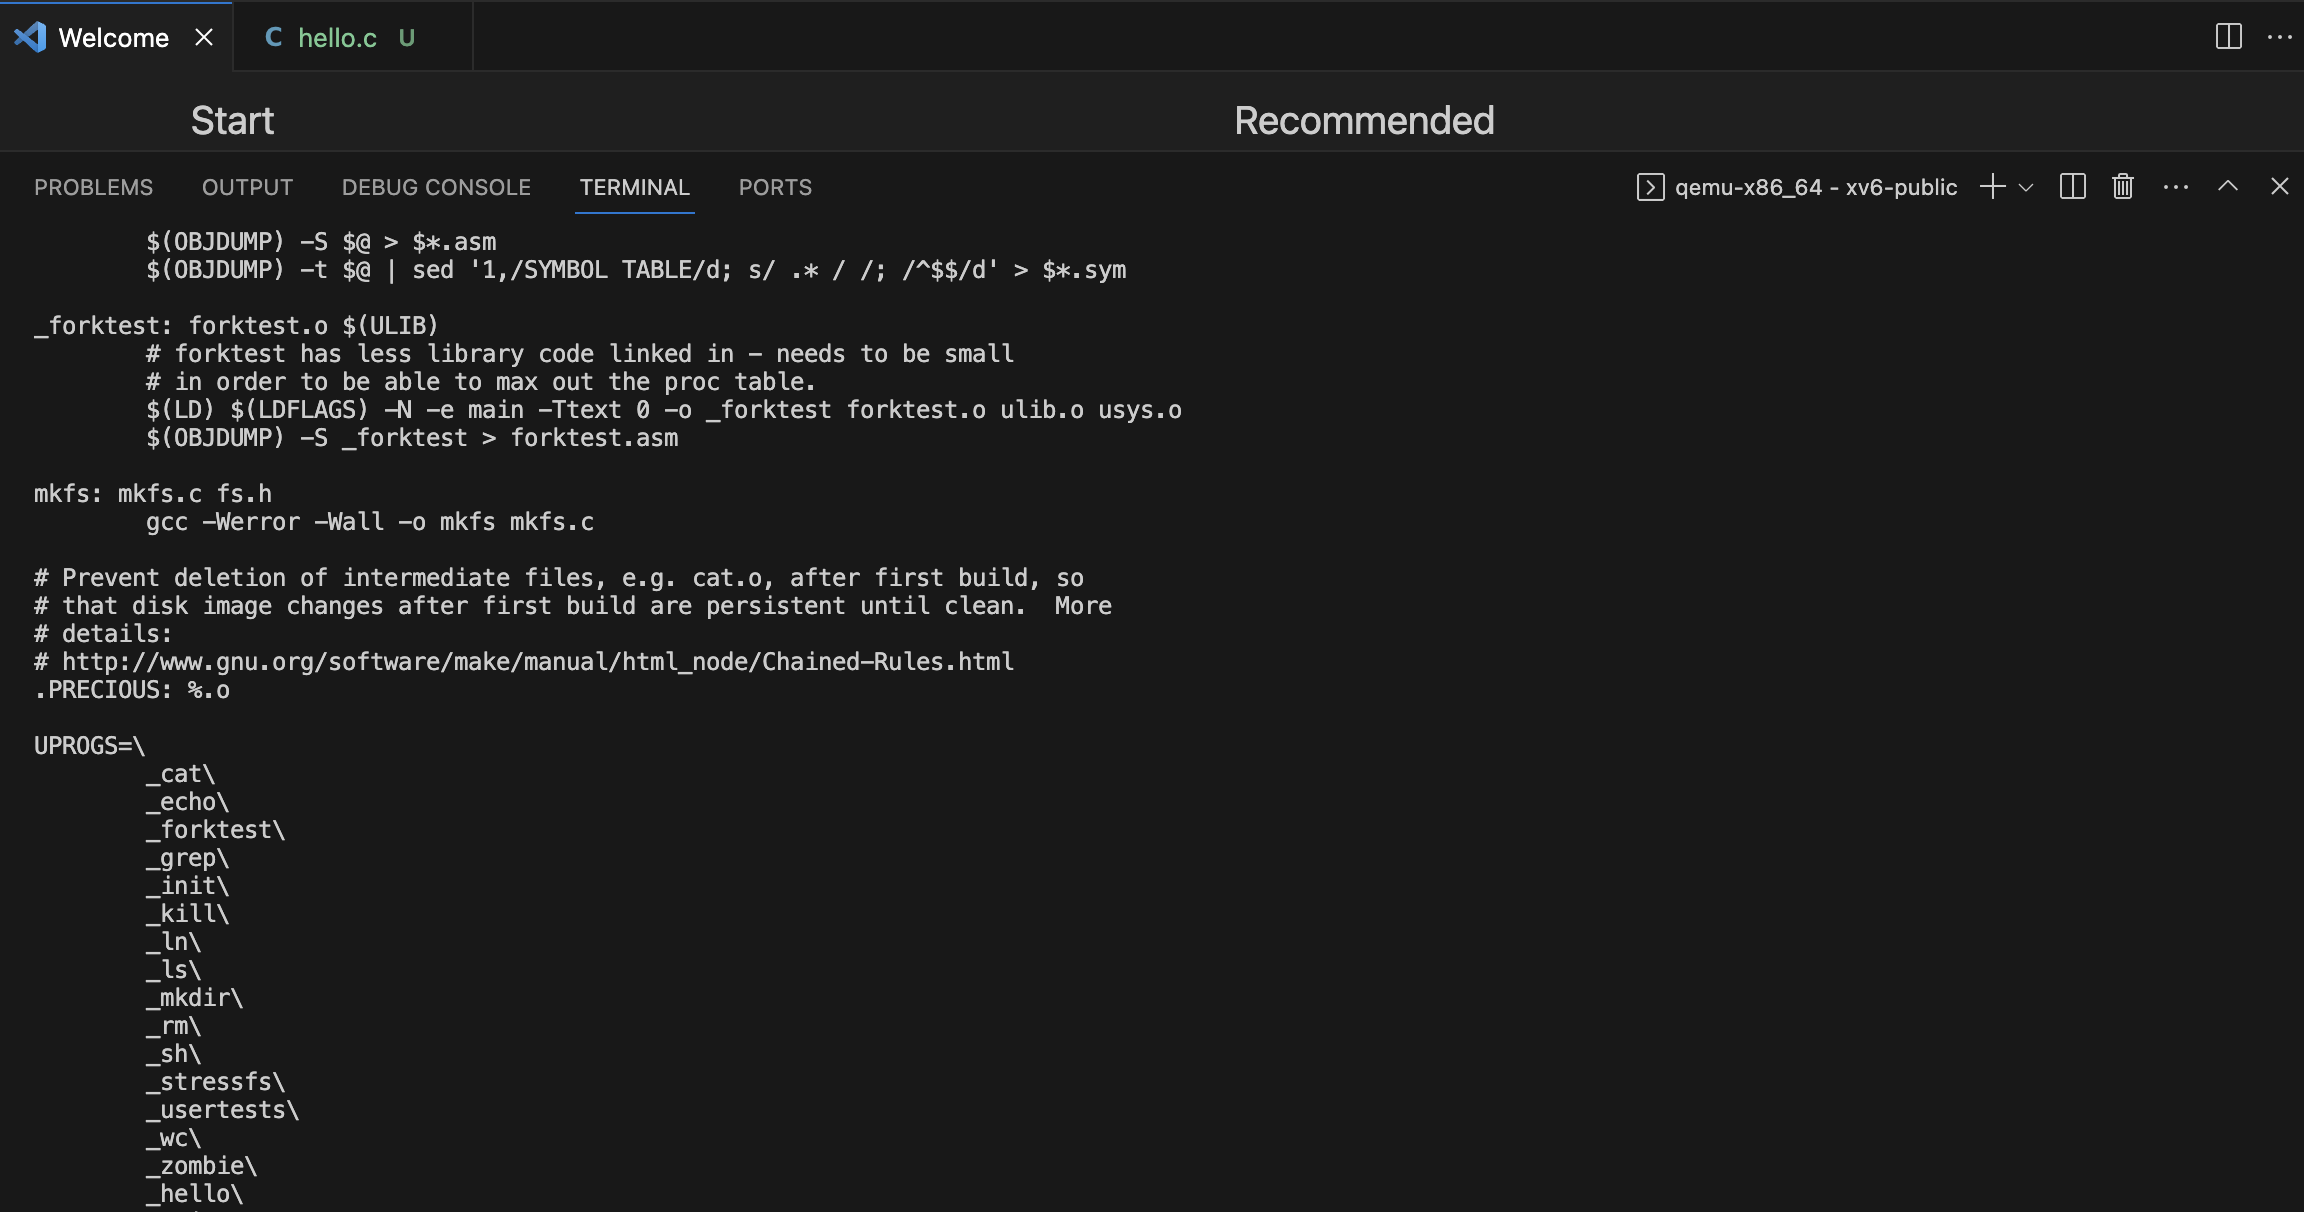 Welcome
C hello.c U
Start
Recommended
PROBLEMS OUTPUT DEBUG CONSOLE TERMINAL PORTS
qemu-x86_64 - xv6-public
	$(OBJDUMP) -S $@ > $*.asm
	$(OBJDUMP) -t $@ | sed '1,/SYMBOL TABLE/d; s/ .* / /; /^$$/d' > $*.sym

_forktest: forktest.o $(ULIB)
	# forktest has less library code linked in - needs to be small
	# in order to be able to max out the proc table.
	$(LD) $(LDFLAGS) -N -e main -Ttext 0 -o _forktest forktest.o ulib.o usys.o
	$(OBJDUMP) -S _forktest > forktest.asm

mkfs: mkfs.c fs.h
	gcc -Werror -Wall -o mkfs mkfs.c

# Prevent deletion of intermediate files, e.g. cat.o, after first build, so
# that disk image changes after first build are persistent until clean.  More
# details:
# http://www.gnu.org/software/make/manual/html_node/Chained-Rules.html
.PRECIOUS: %.o

UPROGS=\
	_cat\
	_echo\
	_forktest\
	_grep\
	_init\
	_kill\
	_ln\
	_ls\
	_mkdir\
	_rm\
	_sh\
	_stressfs\
	_usertests\
	_wc\
	_zombie\
	_hello\